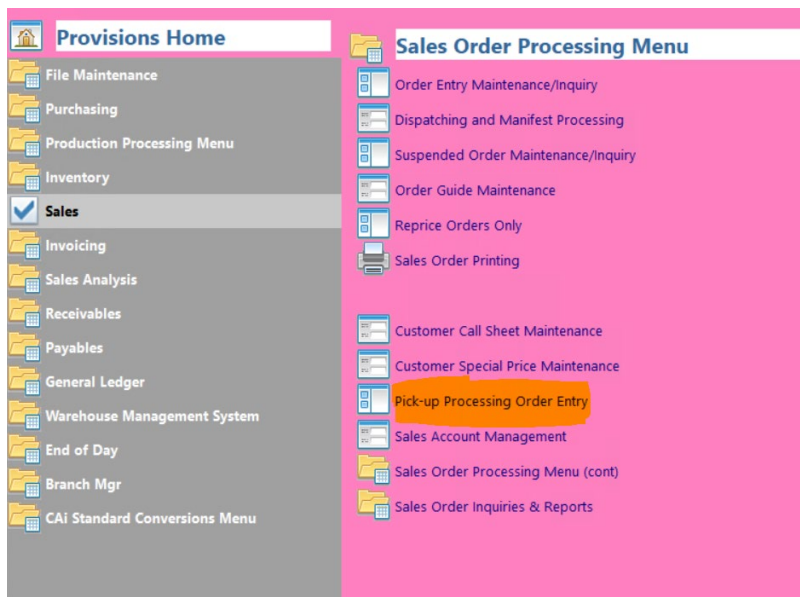 Provisions Home
File Maintenance
Purchasing
Production Processing Menu
Inventory
Sales
Invoicing
Sales Analysis
Receivables
Payables
General Ledger
Warehouse Management System
End of Day
Branch Mgr
CAi Standard Conversions Menu
Sales Order Processing Menu
Order Entry Maintenance/Inquiry
Dispatching and Manifest Processing
Suspended Order Maintenance/Inquiry
Order Guide Maintenance
Reprice Orders Only
Sales Order Printing
Customer Call Sheet Maintenance
Customer Special Price Maintenance
Pick-up Processing Order Entry
Sales Account Management
Sales Order Processing Menu (cont)
Sales Order Inquiries & Reports